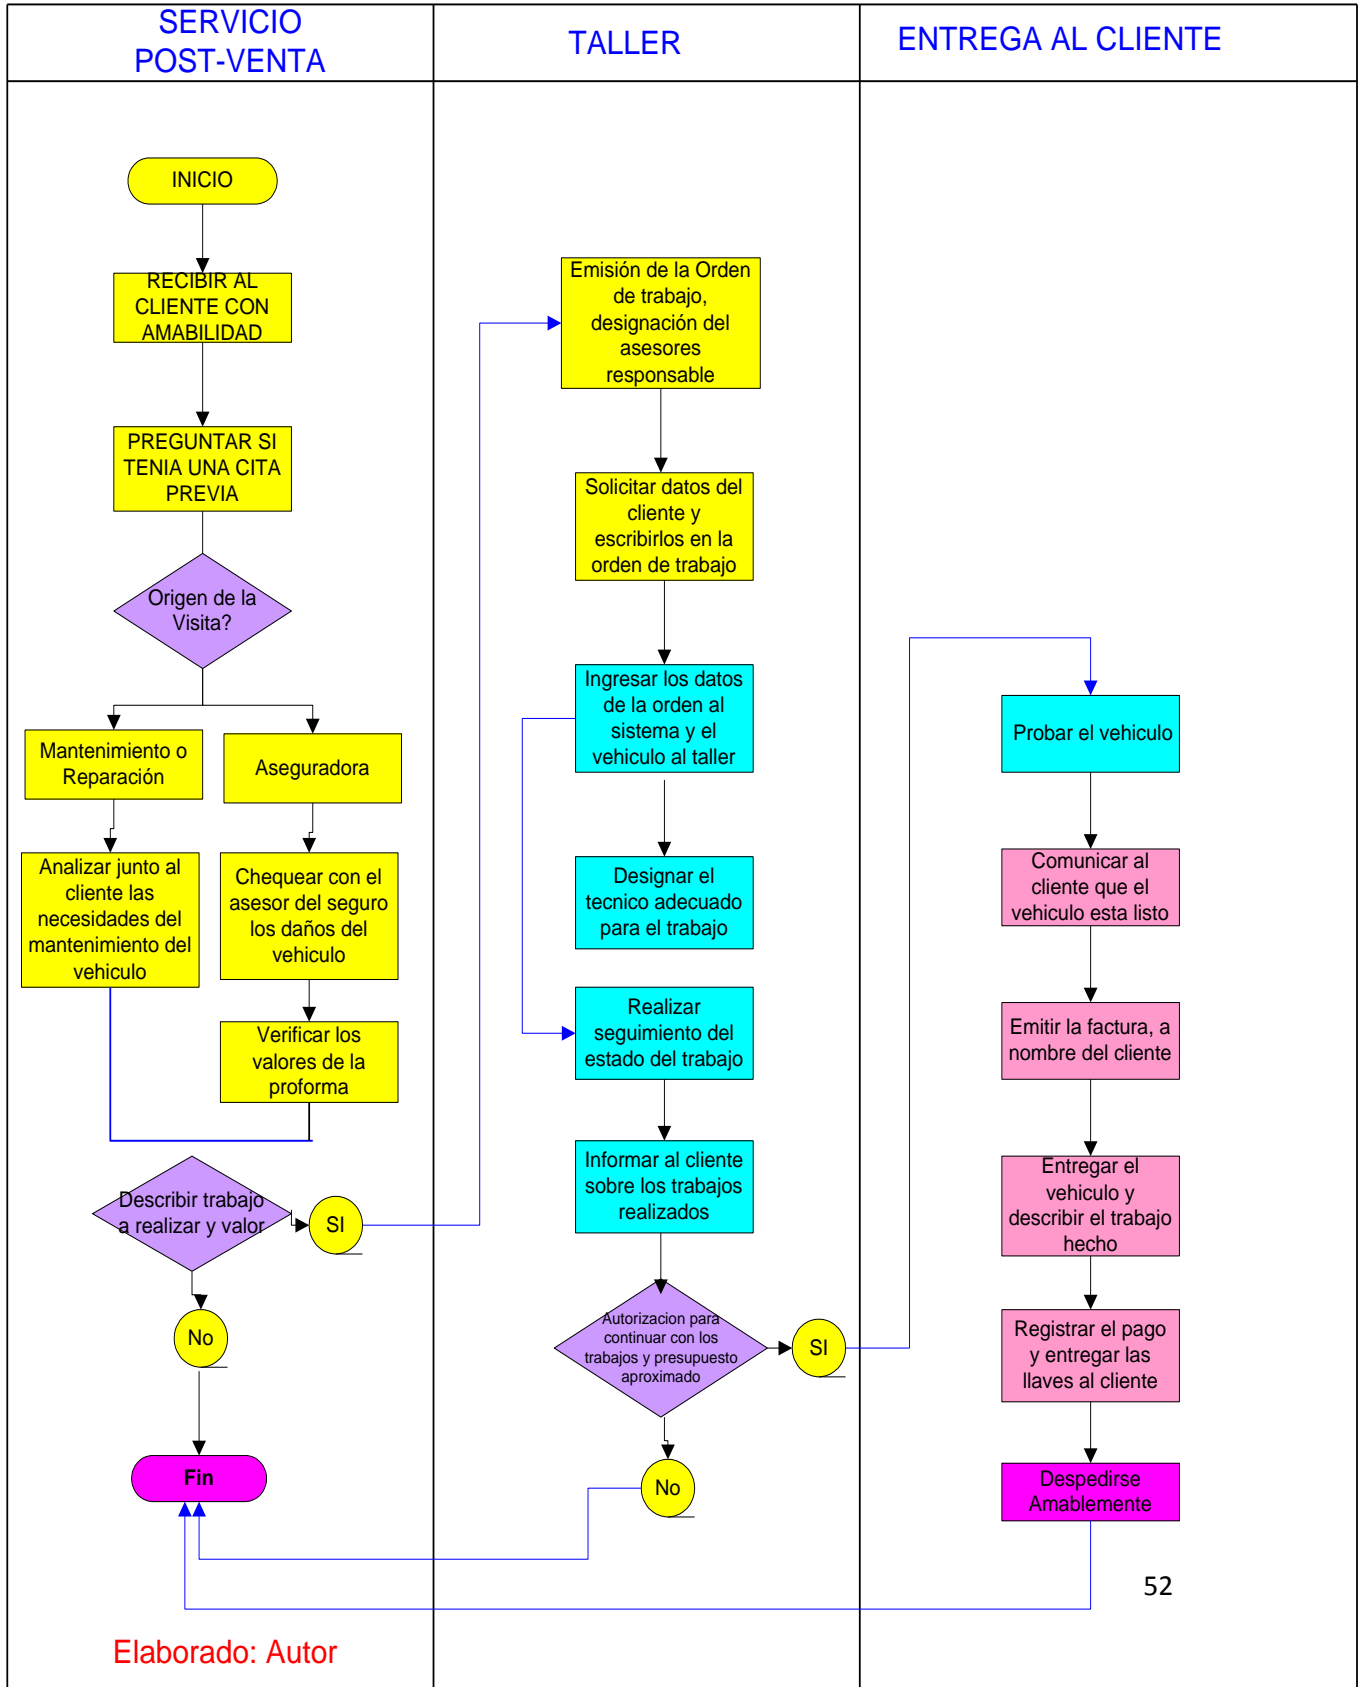 SERVICIO
POST-VENTA
TALLER
ENTREGA AL CLIENTE
INICIO
RECIBIR AL
CLIENTE CON
AMABILIDAD
PREGUNTAR SI
TENIA UNA CITA
PREVIA
Origen de la
Visita?
Mantenimiento o
Reparación
Aseguradora
Analizar junto al
cliente las
necesidades del
mantenimiento del
vehiculo
Chequear con el
asesor del seguro
los daños del
vehiculo
Verificar los
valores de la
proforma
Describir trabajo
a realizar y valor
SI
No
Fin
Emisión de la Orden
de trabajo,
designación del
asesores
responsable
Solicitar datos del
cliente y
escribirlos en la
orden de trabajo
Ingresar los datos
de la orden al
sistema y el
vehiculo al taller
Designar el
tecnico adecuado
para el trabajo
Realizar
seguimiento del
estado del trabajo
Informar al cliente
sobre los trabajos
realizados
Autorizacion para
continuar con los
trabajos y presupuesto
aproximado
SI
No
Probar el vehiculo
Comunicar al
cliente que el
vehiculo esta listo
Emitir la factura, a
nombre del cliente
Entregar el
vehiculo y
describir el trabajo
hecho
Registrar el pago
y entregar las
llaves al cliente
Despedirse
Amablemente
52
Elaborado: Autor